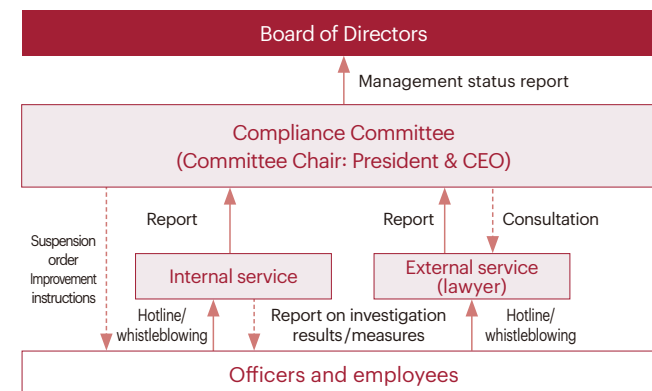 Board of Directors
Management status report
Compliance Committee
(Committee Chair: President & CEO)
Report
Report
Consultation
Suspension
order
Improvement
instructions
Internal service
External service
(lawyer)
Hotline/
whistleblowing
Report on investigation
results/measures
Hotline/
whistleblowing
Officers and employees